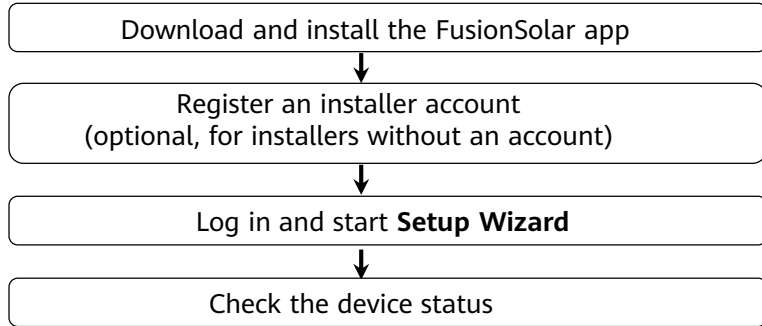 Download and install the FusionSolar app
Register an installer account
(optional, for installers without an account)
Log in and start Setup Wizard
Check the device status